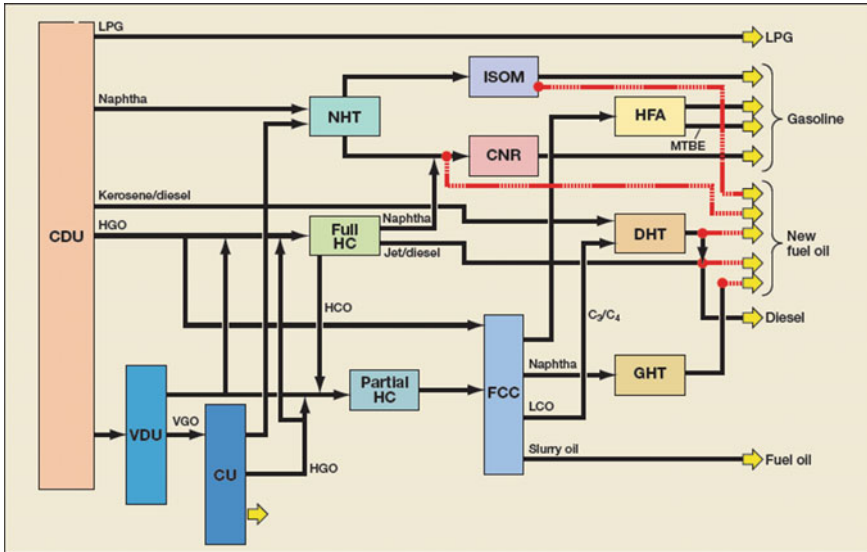 LPG
LPG
Naphtha
NHT
ISOM
HFA
MTBE
Gasoline
CNR
Kerosene/diesel
HGO
CDU
Full
HC
Naphtha
Jet/diesel
DHT
New
fuel oil
HCO
C3/C4
Diesel
Partial
HC
FCC
Naphtha
GHT
LCO
VDU
VGO
CU
HGO
Slurry oil
Fuel oil